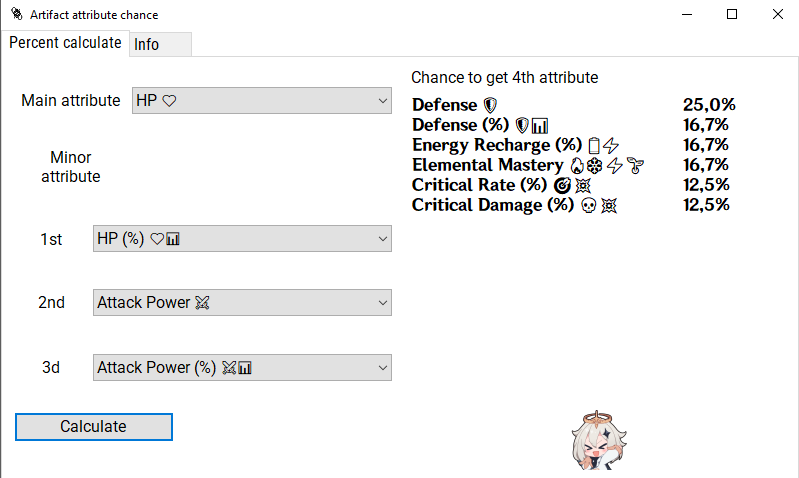 Artifact attribute chance
Percent calculate
Info
Main attribute
HP
Minor
attribute
1st
HP (%)
2nd
Attack Power
3d
Attack Power (%)
Calculate
Chance to get 4th attribute
Defense 25,0%
Defense (%) 16,7%
Energy Recharge (%) 16,7%
Elemental Mastery 16,7%
Critical Rate (%) 12,5%
Critical Damage (%) 12,5%